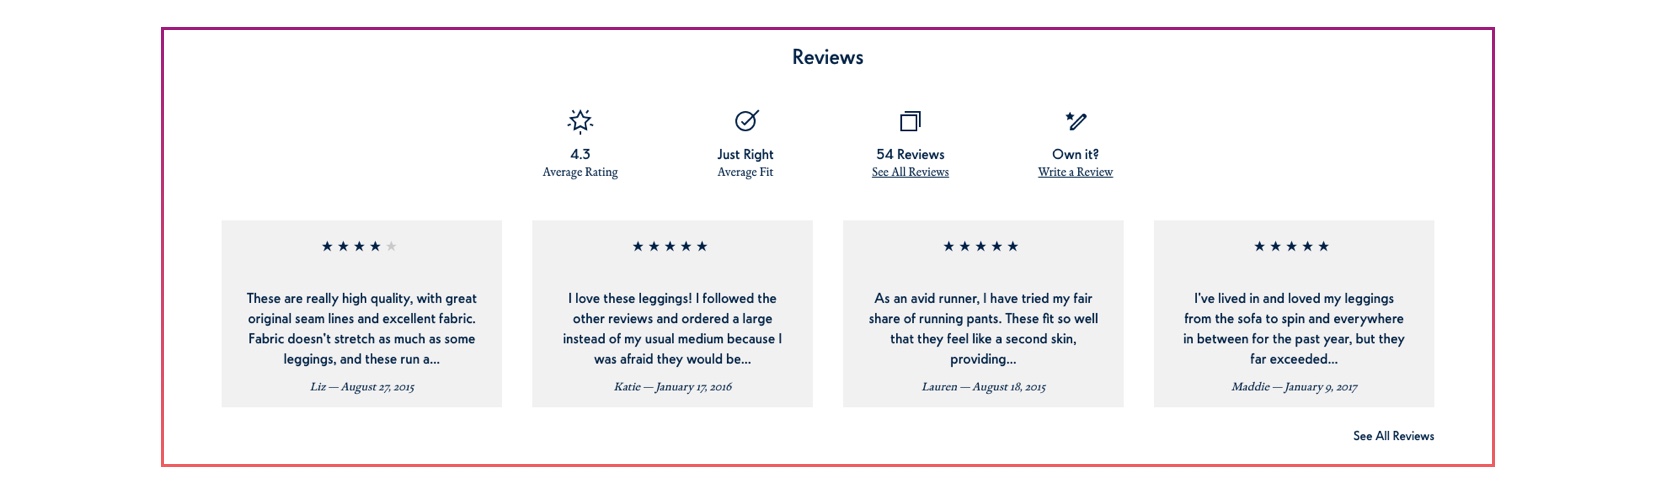 Reviews
4.3
Average Rating
Just Right
Average Fit
54 Reviews
See All Reviews
Own it?
Write a Review
These are really high quality, with great
original seam lines and excellent fabric.
Fabric doesn't stretch as much as some
leggings, and these run a...
Liz — August 27, 2015
I love these leggings! I followed the
other reviews and ordered a large
instead of my usual medium because I
was afraid they would be...
Katie — January 17, 2016
As an avid runner, I have tried my fair
share of running pants. These fit so well
that they feel like a second skin,
providing...
Lauren — August 18, 2015
I've lived in and loved my leggings
from the sofa to spin and everywhere
in between for the past year, but they
far exceeded...
Maddie — January 9, 2017
See All Reviews